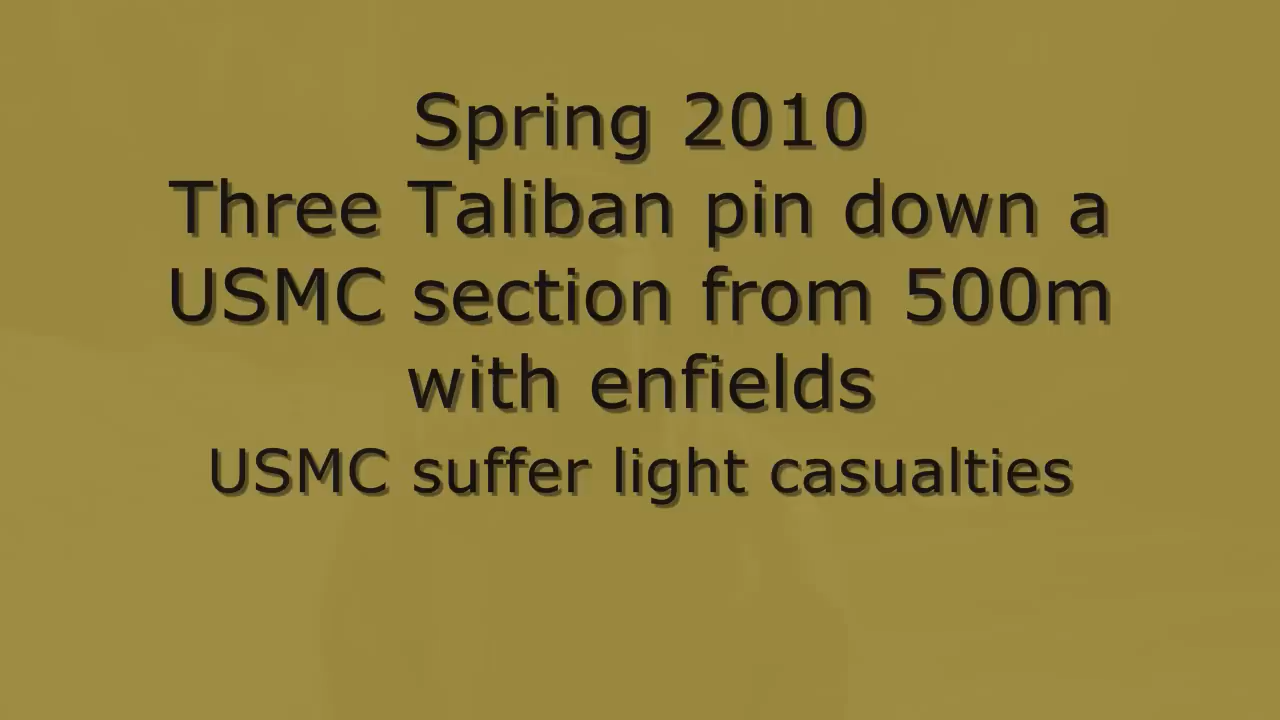 Spring 2010
Three Taliban pin down a
USMC section from 500m
with enfields
USMC suffer light casualties